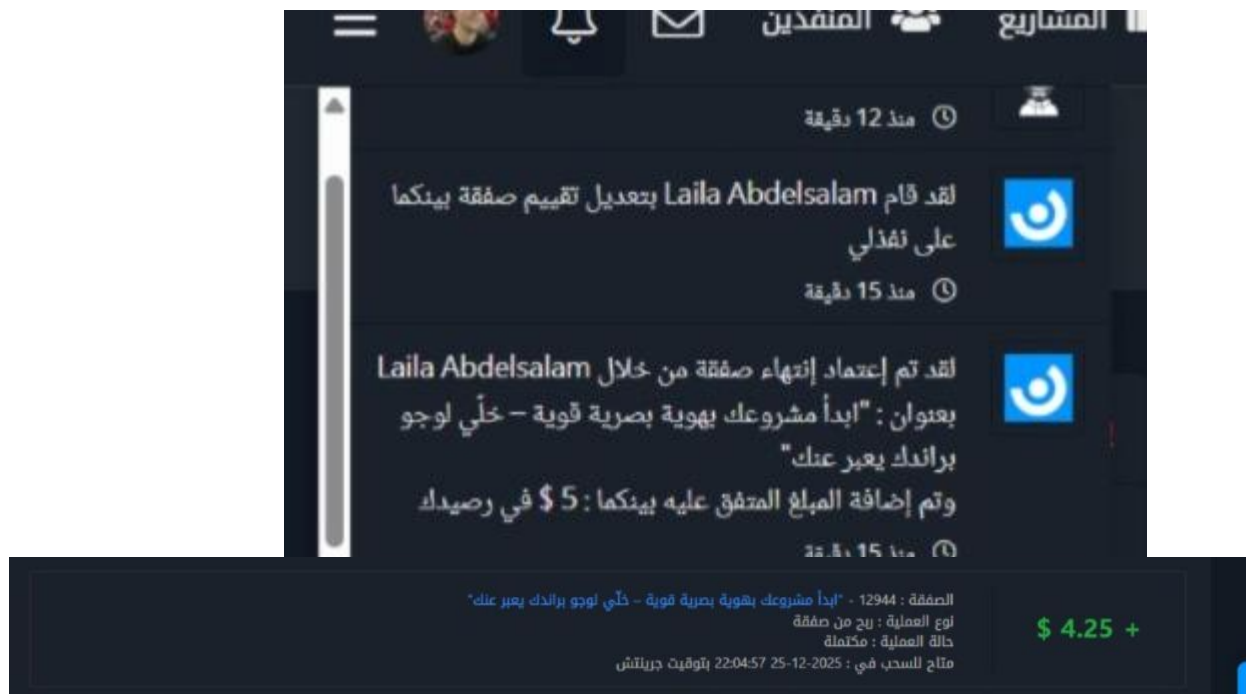 المشاريع
المنفذين
منذ 12 دقيقة
لقد قام Laila Abdelsalam بتعديل تقييم صفقة بينكما
على نفذلي
منذ 15 دقيقة
لقد تم إعتماد إنتهاء صفقة من خلال Laila Abdelsalam
بعنوان : "ابدأ مشروعك بهوية بصرية قوية – خلّي لوجو
براندك يعبر عنك"
وتم إضافة المبلغ المتفق عليه بينكما : 5 $ في رصيدك
منذ 15 دقيقة
الصفقة : 12944 - "ابدأ مشروعك بهوية بصرية قوية – خلّي لوجو براندك يعبر عنك"
نوع العملية : ربح من صفقة
حالة العملية : مكتملة
متاح للسحب في : 2025-12-25 22:04:57 بتوقيت جرينتش
$ 4.25 +